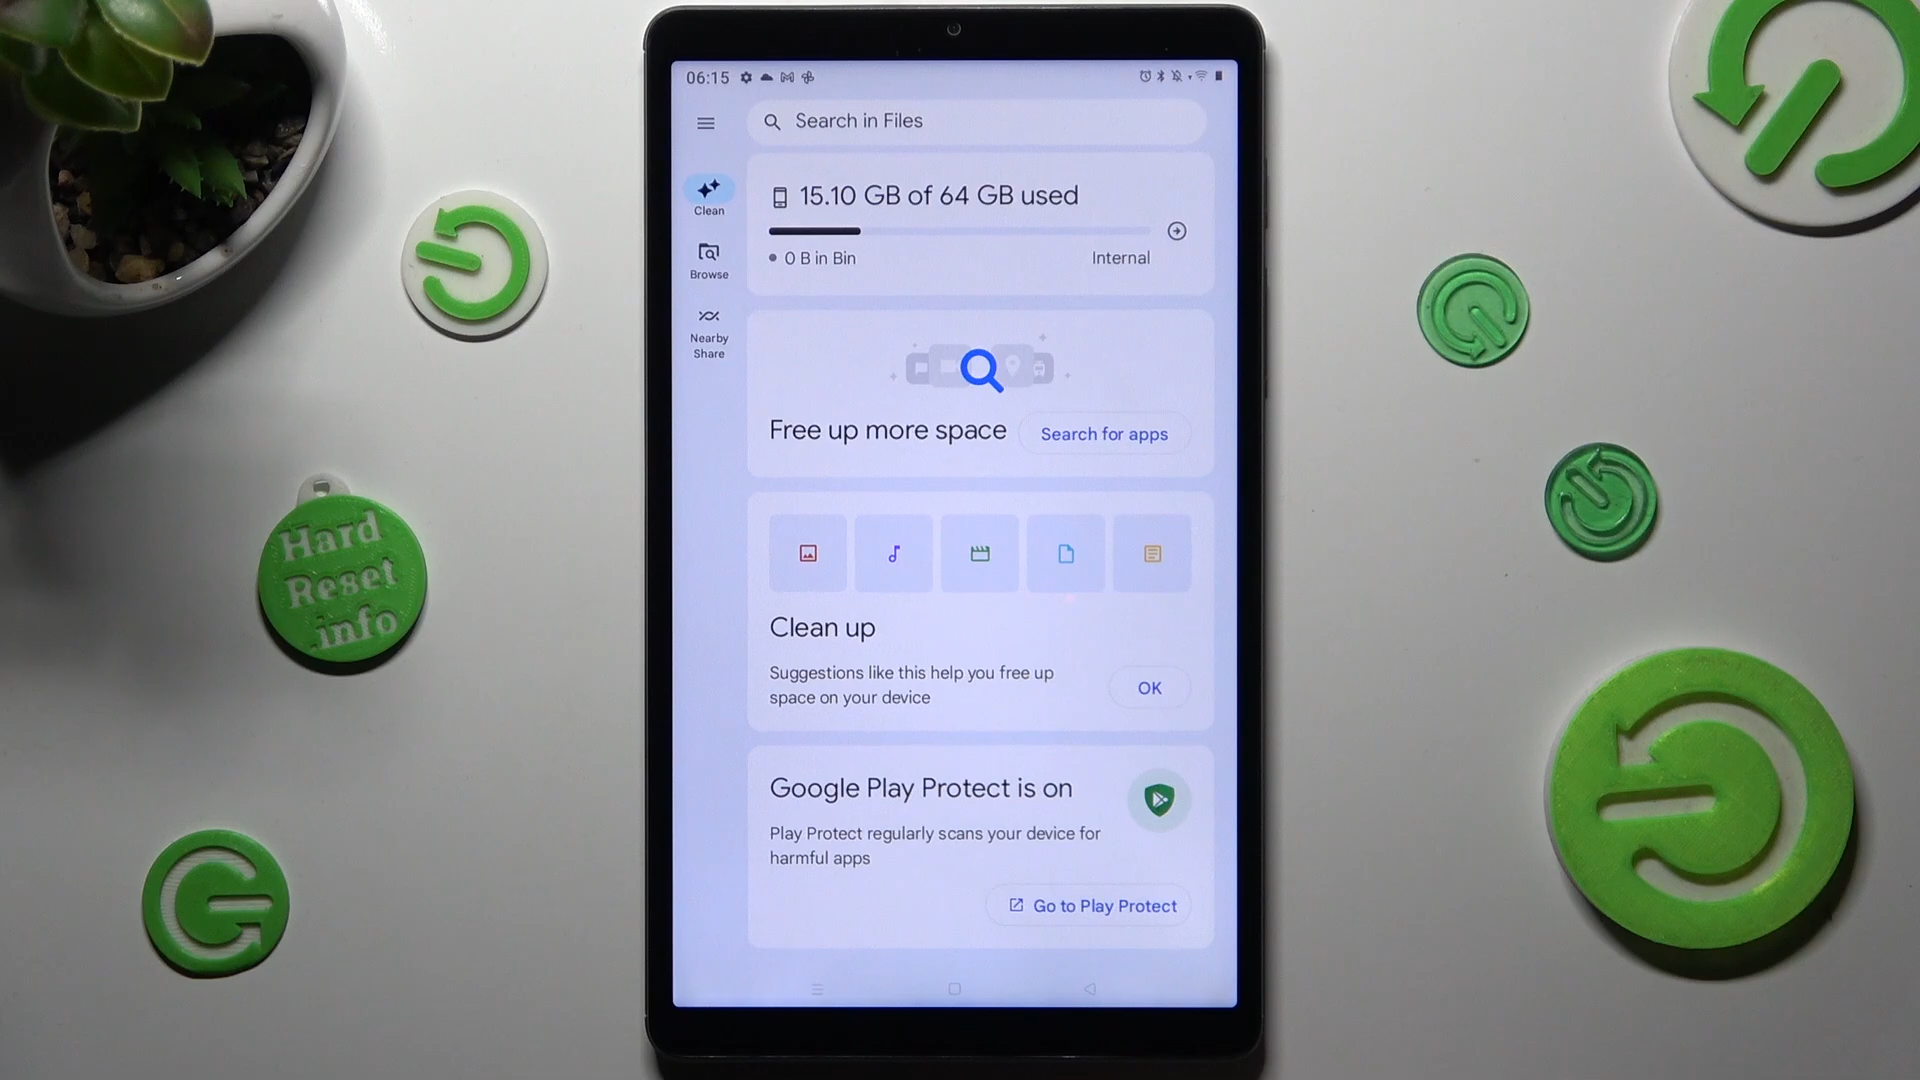 06:15
Search in Files
15.10 GB of 64 GB used
0 B in Bin
Internal
Clean
Browse
Nearby
Share
Free up more space
Search for apps
Clean up
Suggestions like this help you free up
space on your device
OK
Google Play Protect is on
Play Protect regularly scans your device for
harmful apps
Go to Play Protect
Hard
Reset
.info